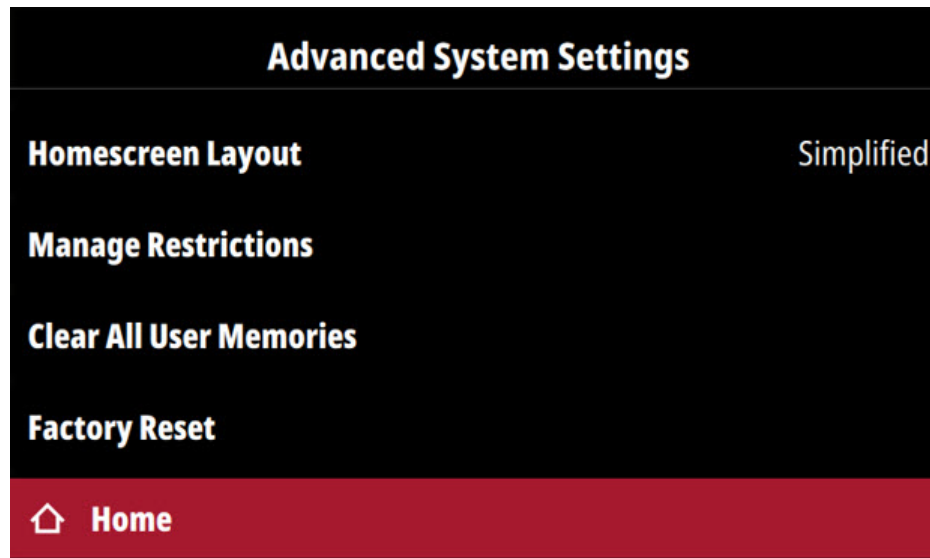 Advanced System Settings
Homescreen Layout Simplified
Manage Restrictions
Clear All User Memories
Factory Reset
Home